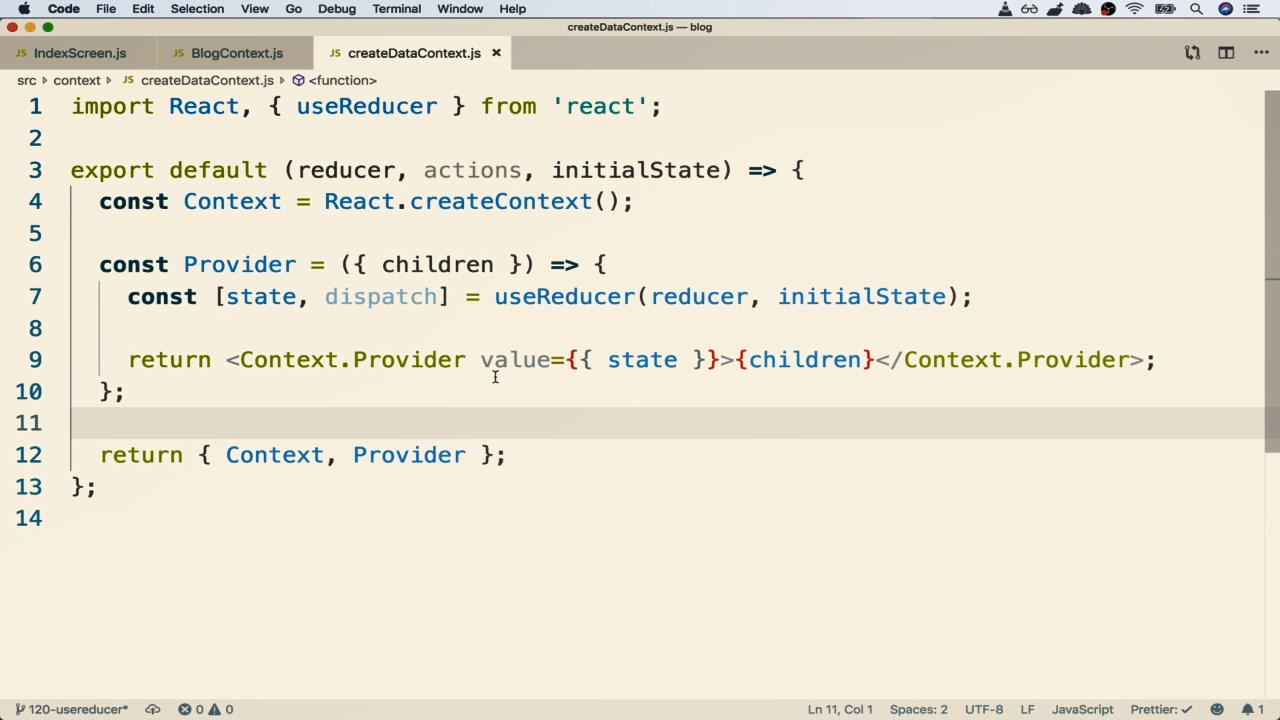 Code File Edit Selection View Go Debug Terminal Window Help
createDataContext.js — blog
JS IndexScreen.js JS BlogContext.js JS createDataContext.js ×
src context JS createDataContext.js <function>
1 import React, { useReducer } from 'react';
2
3 export default (reducer, actions, initialState) => {
4 const Context = React.createContext();
5
6 const Provider = ({ children }) => {
7 const [state, dispatch] = useReducer(reducer, initialState);
8
9 return <Context.Provider value={{ state }}>{children}</Context.Provider>;
10 };
11
12 return { Context, Provider };
13 };
14
120-usereducer* 0 0 Ln 11, Col 1 Spaces: 2 UTF-8 LF JavaScript Prettier: ✓ 1